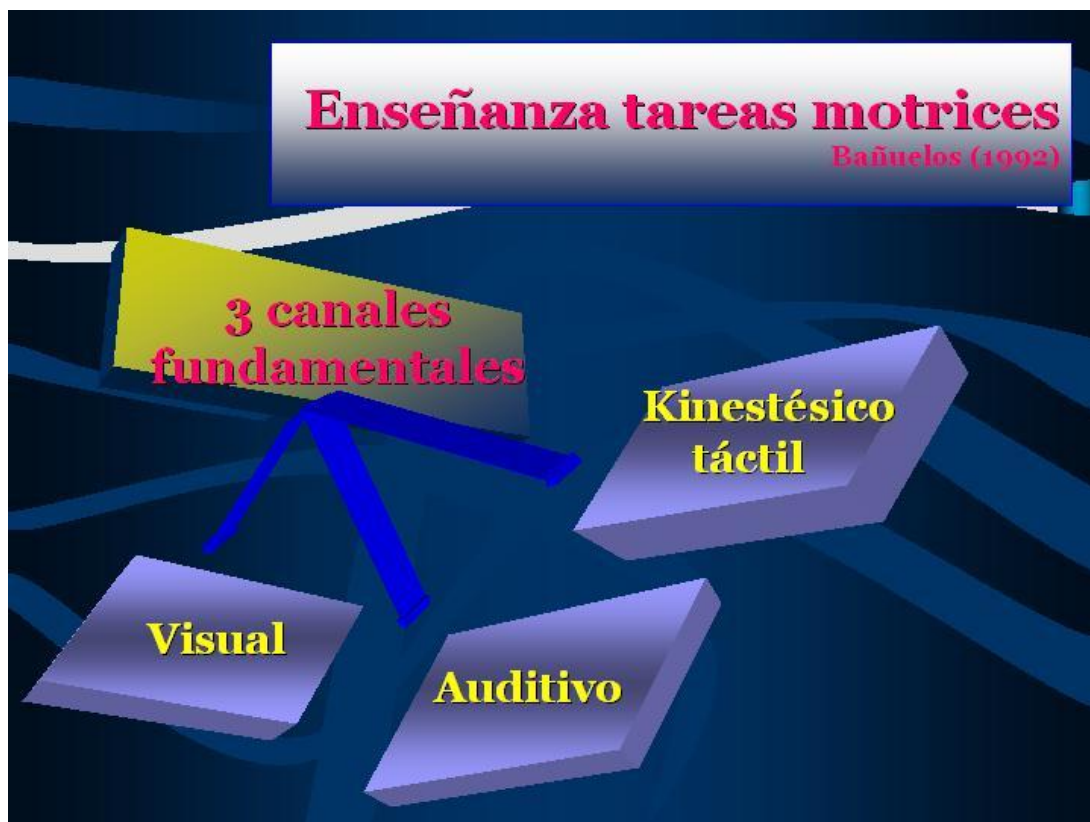 Enseñanza tareas motrices
Bañuelos (1992)
3 canales
fundamentales
Kinestésico
táctil
Visual
Auditivo